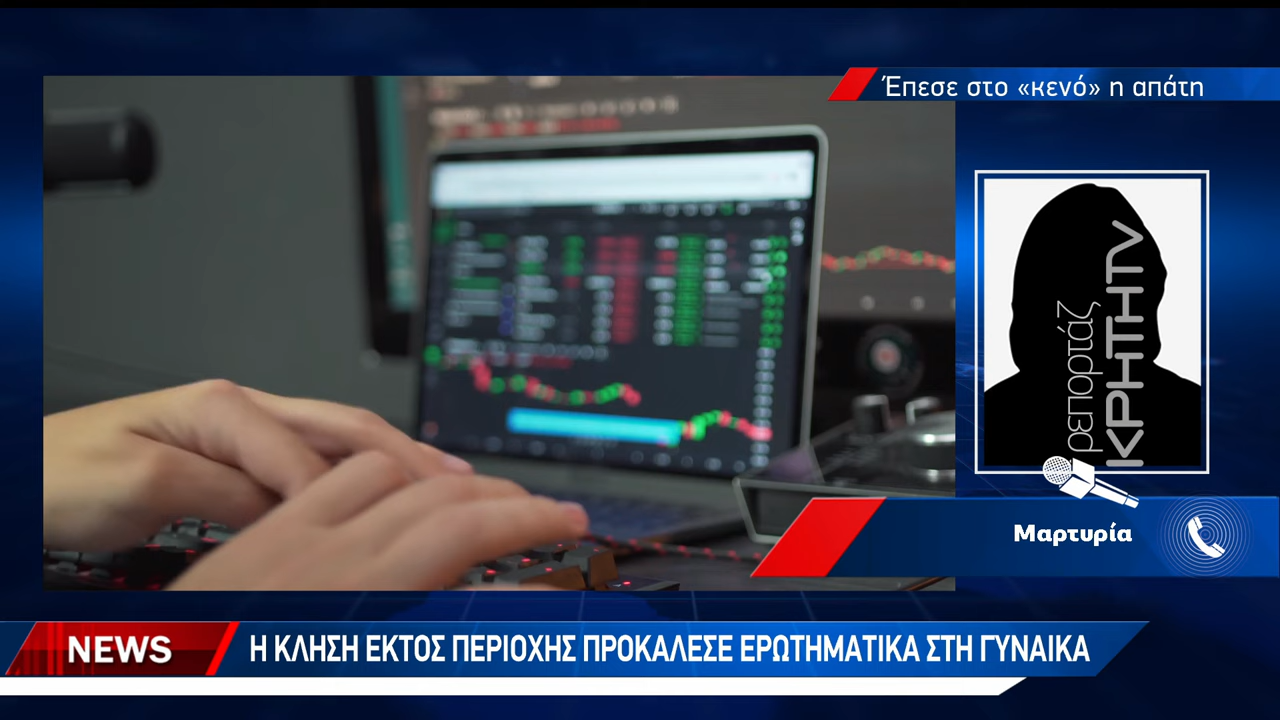 Έπεσε στο «κενό» η απάτη
ρεπορτάζ
ΚΡΗΤΗTV
Μαρτυρία
NEWS
Η ΚΛΗΣΗ ΕΚΤΟΣ ΠΕΡΙΟΧΗΣ ΠΡΟΚΑΛΕΣΕ ΕΡΩΤΗΜΑΤΙΚΑ ΣΤΗ ΓΥΝΑΙΚΑ